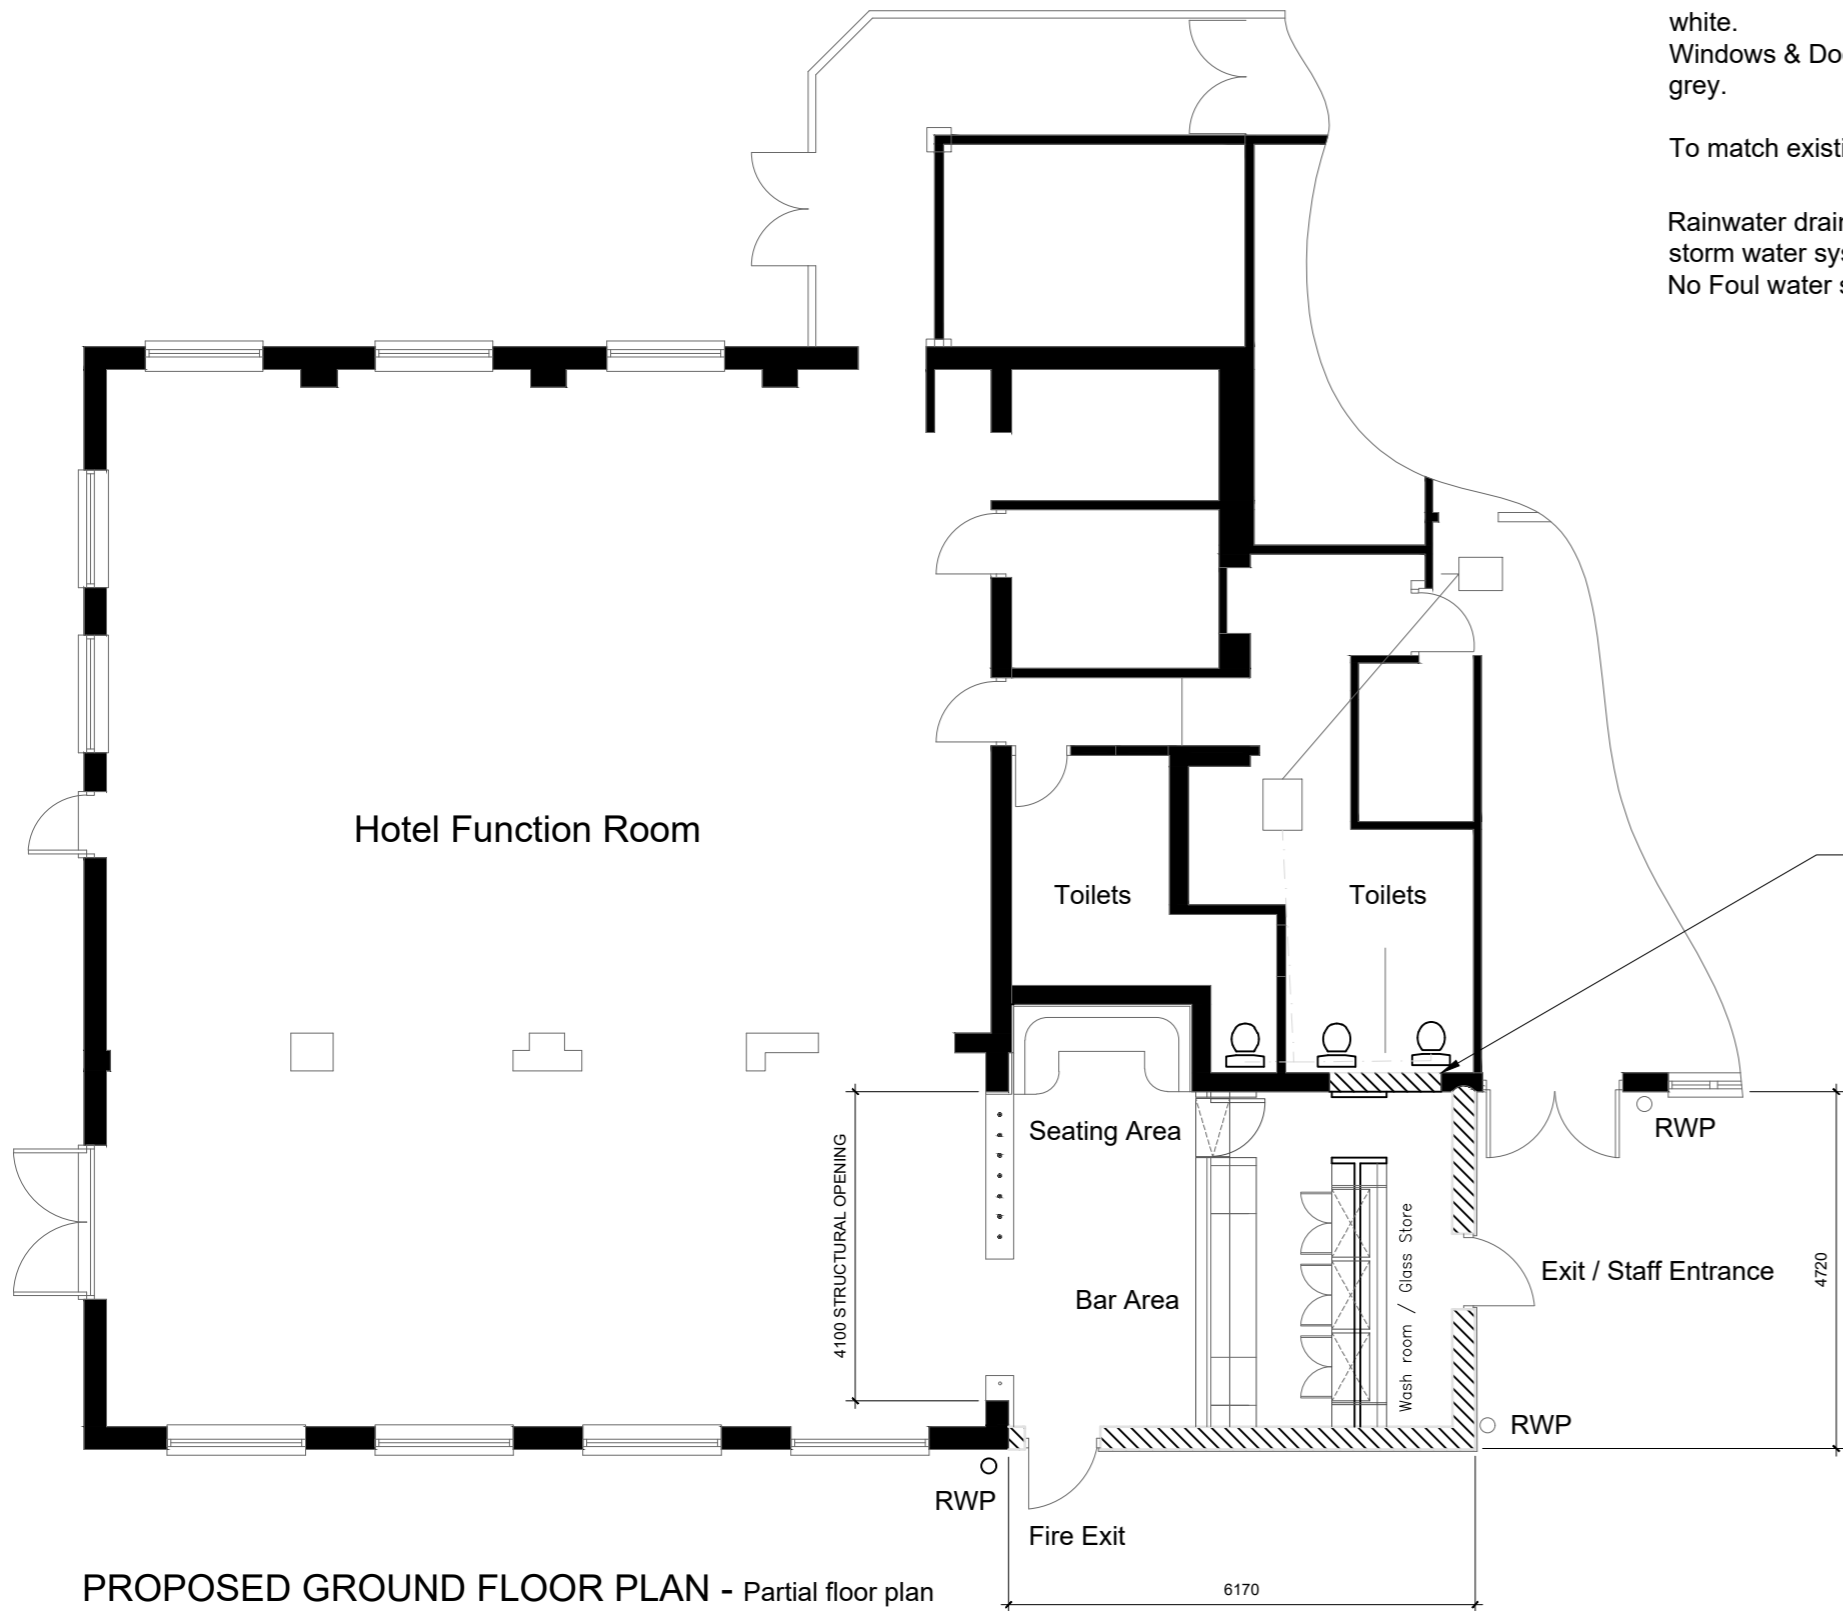 white.
Windows & Do
grey.
To match existi
Rainwater drain
storm water sys
No Foul water s
Hotel Function Room
Toilets
Toilets
4100 STRUCTURAL OPENING
Seating Area
Bar Area
Wash room / Glass Store
RWP
Exit / Staff Entrance
4720
RWP
RWP
Fire Exit
6170
PROPOSED GROUND FLOOR PLAN - Partial floor plan